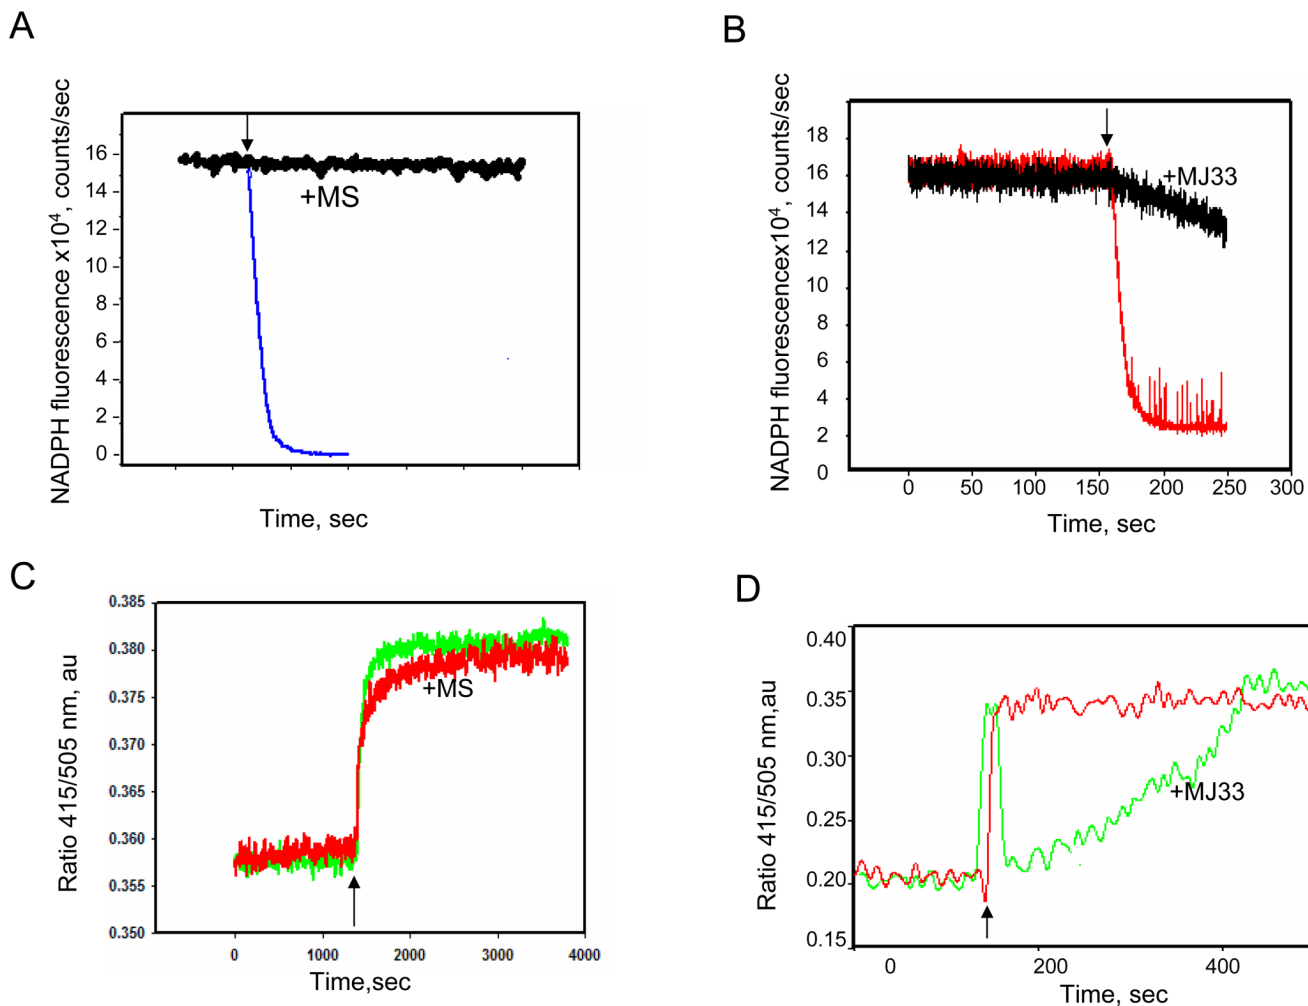 A
NADPH fluorescence x10⁴, counts/sec
16
14
12
10
8
6
4
2
0
+MS
Time, sec
B
NADPH fluorescencex10⁴, counts/sec
18
16
14
12
10
8
6
4
2
0
+MJ33
0 50 100 150 200 250 300
Time, sec
C
Ratio 415/505 nm, au
0.385
0.380
0.375
0.370
0.365
0.360
0.355
0.350
+MS
0 1000 2000 3000 4000
Time,sec
D
Ratio 415/505 nm,au
0.40
0.35
0.30
0.25
0.20
0.15
+MJ33
0 200 400
Time, sec